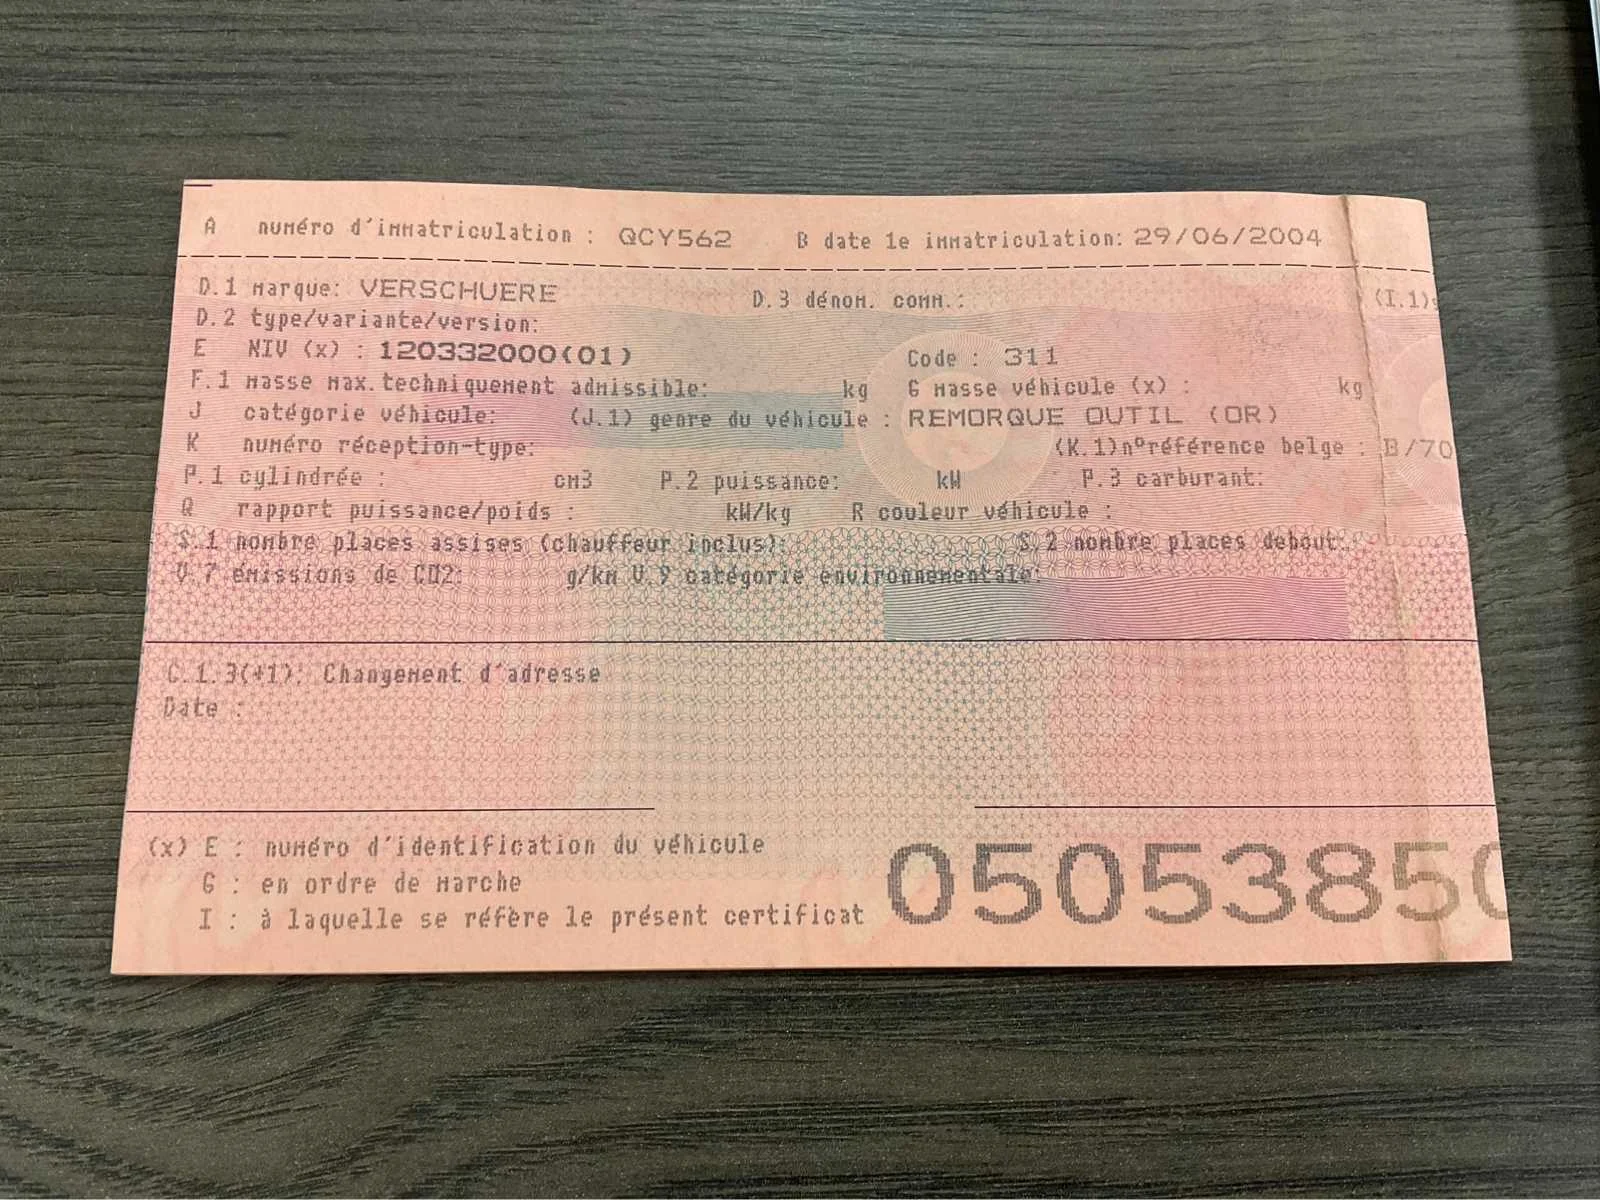 A numéro d'immatriculation : QCY562 B date 1e immatriculation: 29/06/2004
D.1 marque: VERSCHUERE D.3 dénom. comm.: (I.1)
D.2 type/variante/version:
E NIV (x) : 120332000(01) Code : 311
F.1 masse max.techniquement admissible: kg G masse véhicule (x) : kg
J catégorie véhicule: (J.1) genre du véhicule : REMORQUE OUTIL (OR)
K numéro réception-type: (K.1)n°référence belge : B/70
P.1 cylindrée : cm3 P.2 puissance: kW P.3 carburant:
Q rapport puissance/poids : kW/kg R couleur véhicule :
S.1 nombre places assises (chauffeur inclus): S.2 nombre places debout:
V.7 émissions de CO2: g/km V.9 catégorie environnementale:
C.1.3(+1): Changement d'adresse
Date :
(x) E : numéro d'identification du véhicule
G : en ordre de marche
I : à laquelle se réfère le présent certificat
0505385